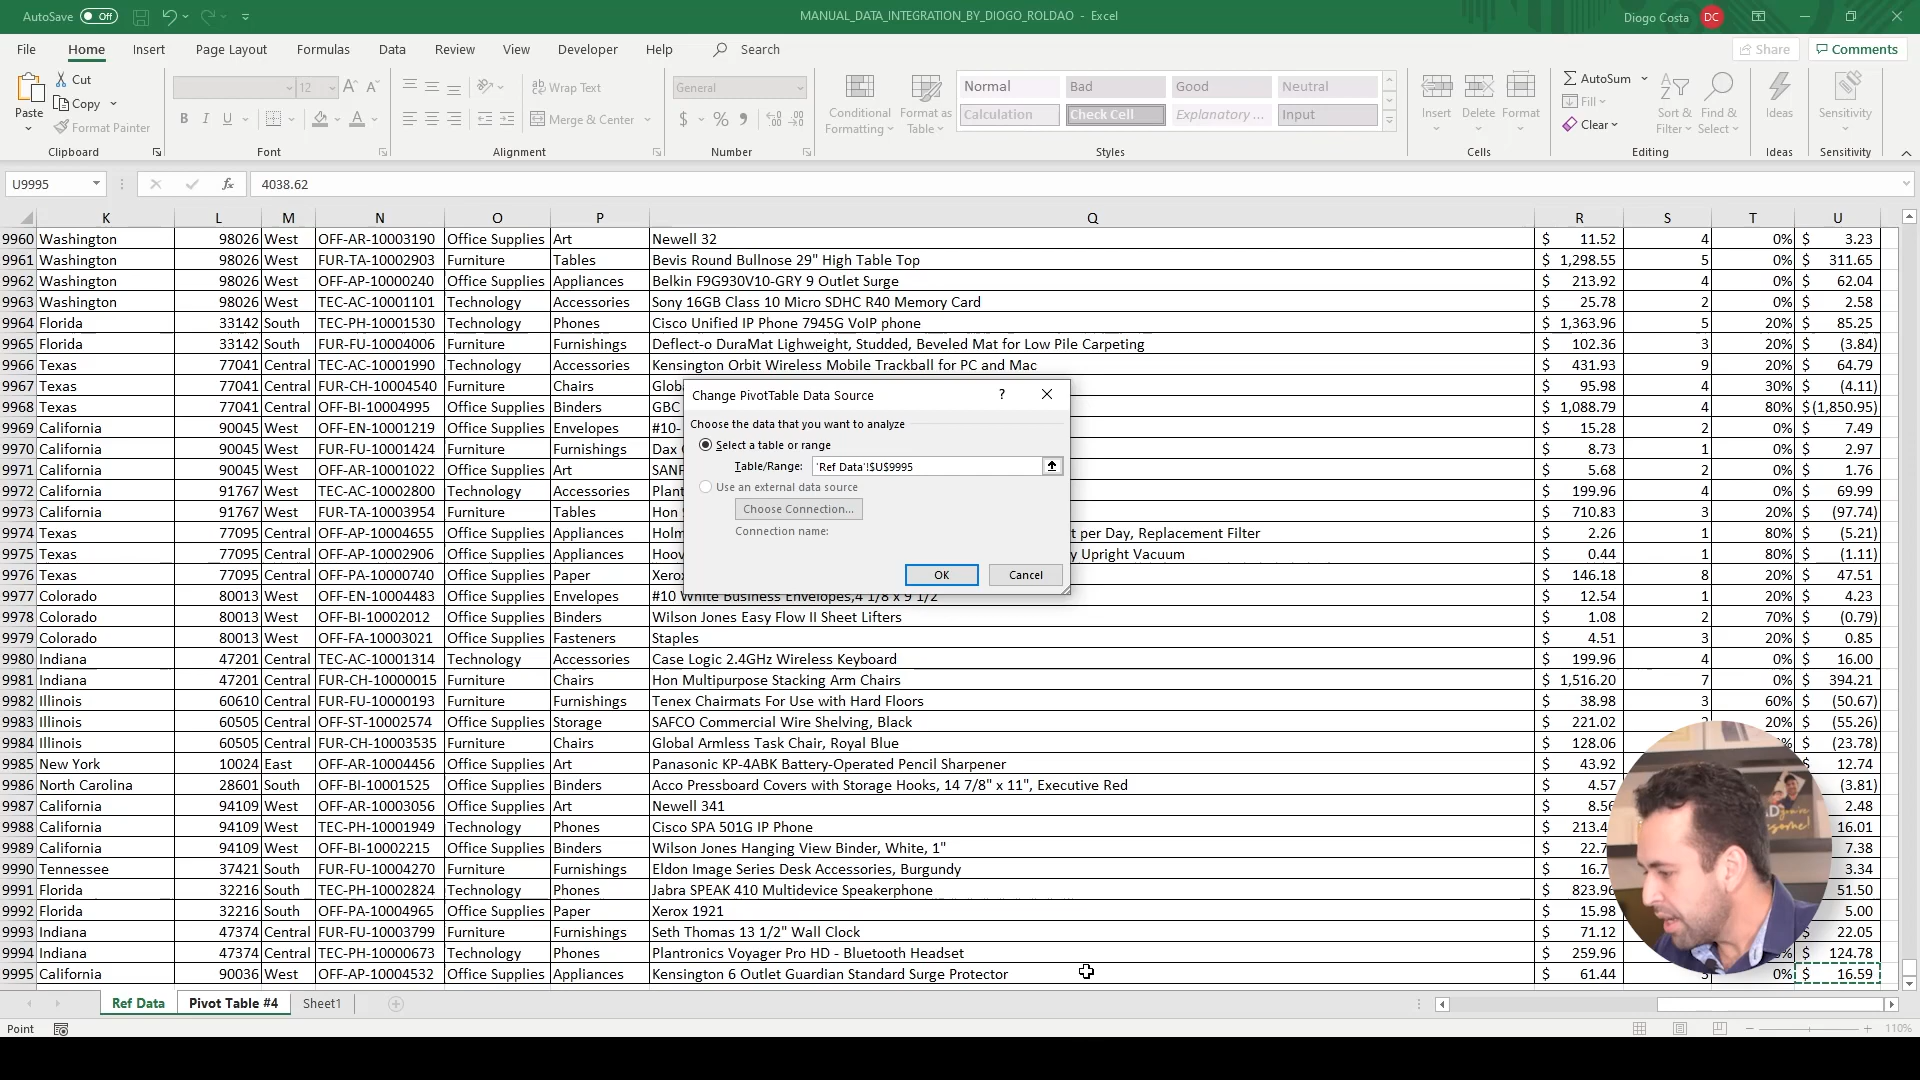 AutoSave Off
MANUAL_DATA_INTEGRATION_BY_DIOGO_ROLDAO - Excel
Diogo Costa DC
File Home Insert Page Layout Formulas Data Review View Developer Help Search Share Comments
Paste
Cut
Copy
Format Painter
Clipboard
12 A A
B I U A
Font
ab Wrap Text
Merge & Center
Alignment
General
$ % 9
Number
Conditional Formatting
Format as Table
Normal Bad Good Neutral
Calculation Check Cell Explanatory ... Input
Styles
Insert Delete Format
Cells
AutoSum
Fill
Clear
Sort & Filter
Find & Select
Editing
Ideas
Ideas
Sensitivity
Sensitivity
U9995 fx 4038.62
K L M N O P Q R S T U
9960 Washington 98026 West OFF-AR-10003190 Office Supplies Art Newell 32 $ 11.52 4 0% $ 3.23
9961 Washington 98026 West FUR-TA-10002903 Furniture Tables Bevis Round Bullnose 29" High Table Top $ 1,298.55 5 0% $ 311.65
9962 Washington 98026 West OFF-AP-10000240 Office Supplies Appliances Belkin F9G930V10-GRY 9 Outlet Surge $ 213.92 4 0% $ 62.04
9963 Washington 98026 West TEC-AC-10001101 Technology Accessories Sony 16GB Class 10 Micro SDHC R40 Memory Card $ 25.78 2 0% $ 2.58
9964 Florida 33142 South TEC-PH-10001530 Technology Phones Cisco Unified IP Phone 7945G VoIP phone $ 1,363.96 5 20% $ 85.25
9965 Florida 33142 South FUR-FU-10004006 Furniture Furnishings Deflect-o DuraMat Lighweight, Studded, Beveled Mat for Low Pile Carpeting $ 102.36 3 20% $ (3.84)
9966 Texas 77041 Central TEC-AC-10001990 Technology Accessories Kensington Orbit Wireless Mobile Trackball for PC and Mac $ 431.93 9 20% $ 64.79
9967 Texas 77041 Central FUR-CH-10004540 Furniture Chairs Glob $ 95.98 4 30% $ (4.11)
9968 Texas 77041 Central OFF-BI-10004995 Office Supplies Binders GBC $ 1,088.79 4 80% $ (1,850.95)
9969 California 90045 West OFF-EN-10001219 Office Supplies Envelopes #10- $ 15.28 2 0% $ 7.49
9970 California 90045 West FUR-FU-10001424 Furniture Furnishings Dax $ 8.73 1 0% $ 2.97
9971 California 90045 West OFF-AR-10001022 Office Supplies Art SANF $ 5.68 2 0% $ 1.76
9972 California 91767 West TEC-AC-10002800 Technology Accessories Plant $ 199.96 4 0% $ 69.99
9973 California 91767 West FUR-TA-10003954 Furniture Tables Hon $ 710.83 3 20% $ (97.74)
9974 Texas 77095 Central OFF-AP-10004655 Office Supplies Appliances Holm t per Day, Replacement Filter $ 2.26 1 80% $ (5.21)
9975 Texas 77095 Central OFF-AP-10002906 Office Supplies Appliances Hoov y Upright Vacuum $ 0.44 1 80% $ (1.11)
9976 Texas 77095 Central OFF-PA-10000740 Office Supplies Paper Xerox $ 146.18 8 20% $ 47.51
9977 Colorado 80013 West OFF-EN-10004483 Office Supplies Envelopes #10 White Business Envelopes,4 1/8 x 9 1/2 $ 12.54 1 20% $ 4.23
9978 Colorado 80013 West OFF-BI-10002012 Office Supplies Binders Wilson Jones Easy Flow II Sheet Lifters $ 1.08 2 70% $ (0.79)
9979 Colorado 80013 West OFF-FA-10003021 Office Supplies Fasteners Staples $ 4.51 3 20% $ 0.85
9980 Indiana 47201 Central TEC-AC-10001314 Technology Accessories Case Logic 2.4GHz Wireless Keyboard $ 199.96 4 0% $ 16.00
9981 Indiana 47201 Central FUR-CH-10000015 Furniture Chairs Hon Multipurpose Stacking Arm Chairs $ 1,516.20 7 0% $ 394.21
9982 Illinois 60610 Central FUR-FU-10000193 Furniture Furnishings Tenex Chairmats For Use with Hard Floors $ 38.98 3 60% $ (50.67)
9983 Illinois 60505 Central OFF-ST-10002574 Office Supplies Storage SAFCO Commercial Wire Shelving, Black $ 221.02 20% $ (55.26)
9984 Illinois 60505 Central FUR-CH-10003535 Office Supplies Chairs Global Armless Task Chair, Royal Blue $ 128.06 % $ (23.78)
9985 New York 10024 East OFF-AR-10004456 Office Supplies Art Panasonic KP-4ABK Battery-Operated Pencil Sharpener $ 43.92 12.74
9986 North Carolina 28601 South OFF-BI-10001525 Office Supplies Binders Acco Pressboard Covers with Storage Hooks, 14 7/8" x 11", Executive Red $ 4.57 (3.81)
9987 California 94109 West OFF-AR-10003056 Office Supplies Art Newell 341 $ 8.56 2.48
9988 California 94109 West TEC-PH-10001949 Technology Phones Cisco SPA 501G IP Phone $ 213.4 16.01
9989 California 94109 West OFF-BI-10002215 Office Supplies Binders Wilson Jones Hanging View Binder, White, 1" $ 22.7 7.38
9990 Tennessee 37421 South FUR-FU-10004270 Furniture Furnishings Eldon Image Series Desk Accessories, Burgundy $ 16.7 3.34
9991 Florida 32216 South TEC-PH-10002824 Technology Phones Jabra SPEAK 410 Multidevice Speakerphone $ 823.96 51.50
9992 Florida 32216 South OFF-PA-10004965 Office Supplies Paper Xerox 1921 $ 15.98 5.00
9993 Indiana 47374 Central FUR-FU-10003799 Furniture Furnishings Seth Thomas 13 1/2" Wall Clock $ 71.12 22.05
9994 Indiana 47374 Central TEC-PH-10000673 Technology Phones Plantronics Voyager Pro HD - Bluetooth Headset $ 259.96 % $ 124.78
9995 California 90036 West OFF-AP-10004532 Office Supplies Appliances Kensington 6 Outlet Guardian Standard Surge Protector $ 61.44 0% $ 16.59
Change PivotTable Data Source ?
Choose the data that you want to analyze
Select a table or range
Table/Range: 'Ref Data'!$U$9995
Use an external data source
Choose Connection...
Connection name:
OK Cancel
Ref Data Pivot Table #4 Sheet1
Point 110%